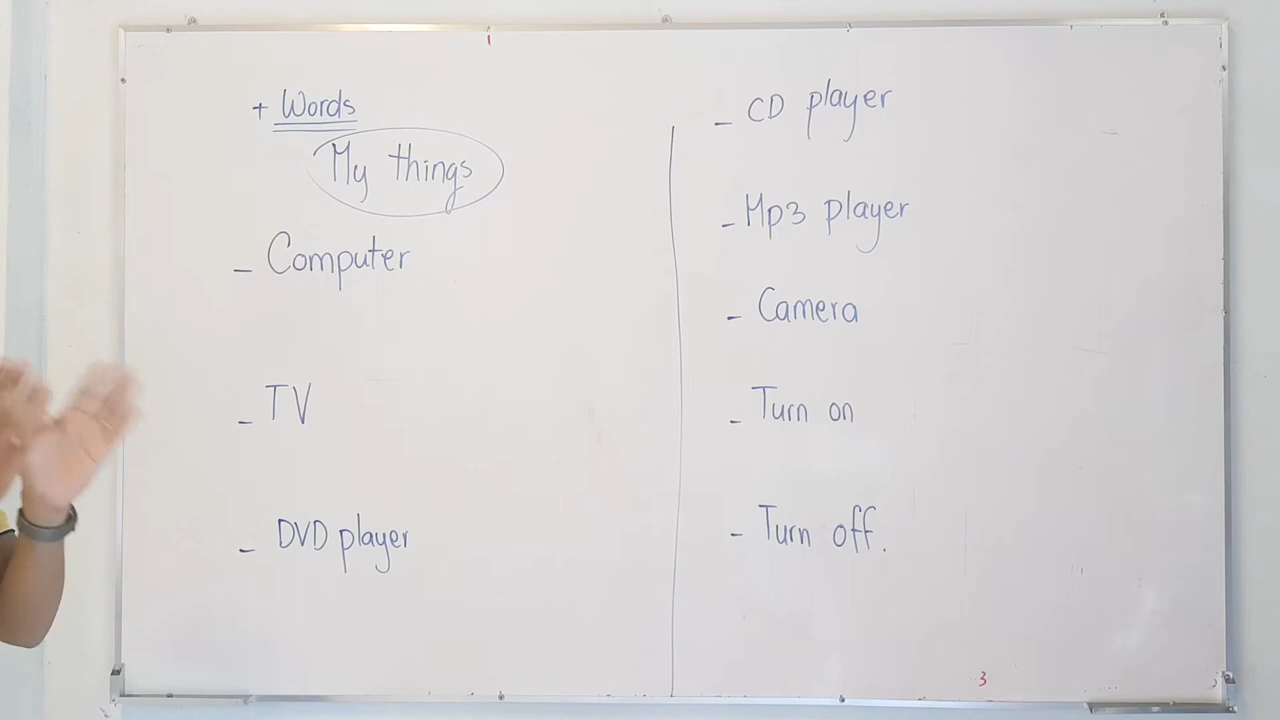 + Words
My things
- Computer
- TV
- DVD player
- CD player
- Mp3 player
- Camera
- Turn on
- Turn off.
3